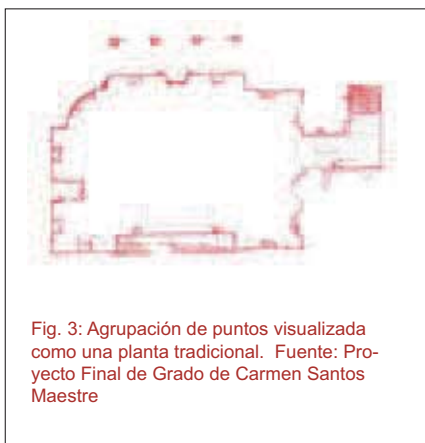 Fig. 3: Agrupación de puntos visualizada
como una planta tradicional. Fuente: Pro-
yecto Final de Grado de Carmen Santos
Maestre